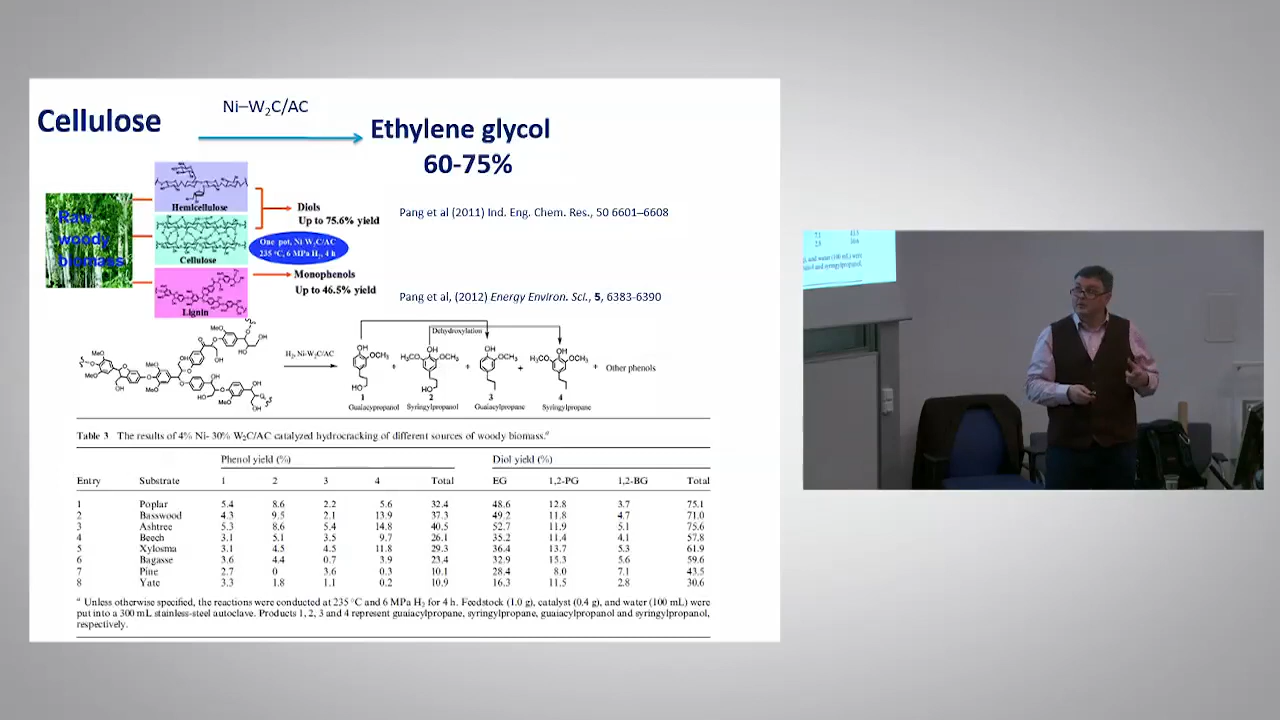 Cellulose
Ni–W2C/AC
Ethylene glycol
60-75%
Raw
woody
biomass
Hemicellulose
Cellulose
Lignin
One pot, Ni-W2C/AC
235 °C, 6 MPa H2, 4 h
Diols
Up to 75.6% yield
Monophenols
Up to 46.5% yield
Pang et al (2011) Ind. Eng. Chem. Res., 50 6601–6608
Pang et al, (2012) Energy Environ. Sci., 5, 6383-6390
H2, Ni-W2C/AC
Dehydroxylation
OH OCH3 HO
H3CO OH OCH3 HO
OH OCH3
H3CO OH OCH3
+ + + + Other phenols
1 2 3 4
Guaiacypropanol Syringylpropanol Guaiacylpropane Syringylpropane
Table 3 The results of 4% Ni- 30% W2C/AC catalyzed hydrocracking of different sources of woody biomass.a
Phenol yield (%) Diol yield (%)
Entry Substrate 1 2 3 4 Total EG 1,2-PG 1,2-BG Total
1 Poplar 5.4 8.6 2.2 5.6 32.4 48.6 12.8 3.7 75.1
2 Basswood 4.3 9.5 2.1 13.9 37.3 49.2 11.8 4.7 71.0
3 Ashtree 5.3 8.6 5.4 14.8 40.5 52.7 11.9 5.1 75.6
4 Beech 3.1 5.1 3.5 9.7 26.1 35.2 11.4 4.1 57.8
5 Xylosma 3.1 4.5 4.5 11.8 29.3 36.4 13.7 5.3 61.9
6 Bagasse 3.6 4.4 0.7 3.9 23.4 32.9 15.3 5.6 59.6
7 Pine 2.7 0 3.6 0.3 10.1 28.4 8.0 7.1 43.5
8 Yate 3.3 1.8 1.1 0.2 10.9 16.3 11.5 2.8 30.6
a Unless otherwise specified, the reactions were conducted at 235 °C and 6 MPa H2 for 4 h. Feedstock (1.0 g), catalyst (0.4 g), and water (100 mL) were
put into a 300 mL stainless-steel autoclave. Products 1, 2, 3 and 4 represent guaiacylpropane, syringylpropane, guaiacylpropanol and syringylpropanol,
respectively.
and water (100 mL) were
and syringylpropanol,